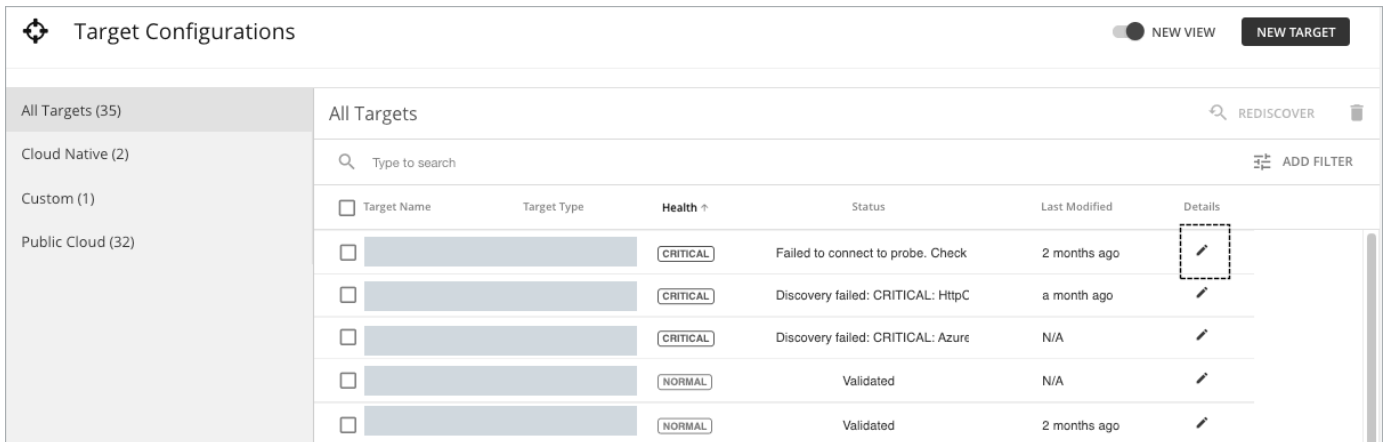 Target Configurations
NEW VIEW
NEW TARGET
All Targets (35)
Cloud Native (2)
Custom (1)
Public Cloud (32)
All Targets
REDISCOVER
Type to search
ADD FILTER
Target Name Target Type Health ↑ Status Last Modified Details
CRITICAL Failed to connect to probe. Check 2 months ago
CRITICAL Discovery failed: CRITICAL: HttpC a month ago
CRITICAL Discovery failed: CRITICAL: Azure N/A
NORMAL Validated N/A
NORMAL Validated 2 months ago